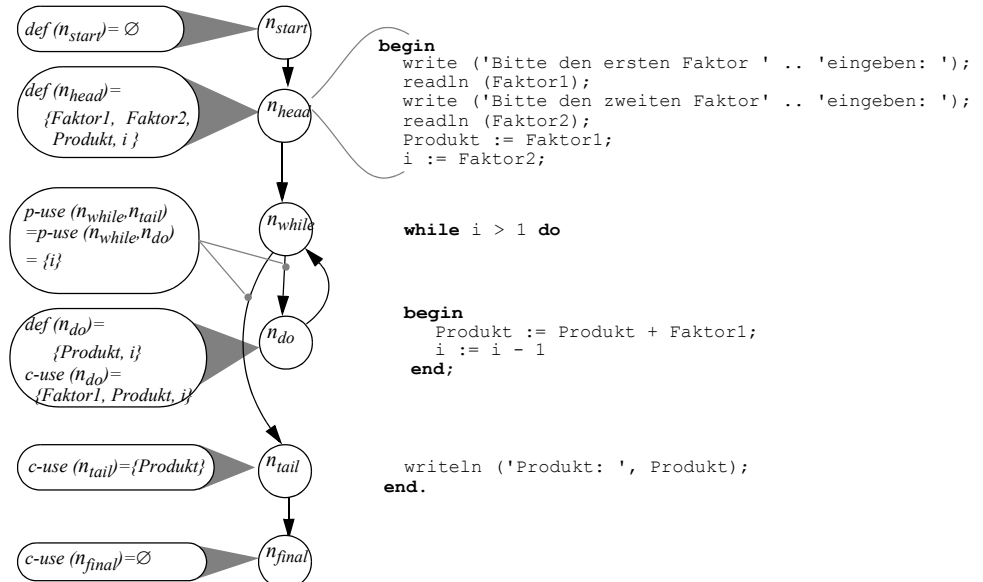 def (n_start)= ∅
n_start
begin
write ('Bitte den ersten Faktor ' .. 'eingeben: ');
readln (Faktor1);
write ('Bitte den zweiten Faktor' .. 'eingeben: ');
readln (Faktor2);
Produkt := Faktor1;
i := Faktor2;
def (n_head)=
{Faktor1, Faktor2,
Produkt, i }
n_head
p-use (n_while,n_tail)
=p-use (n_while,n_do)
= {i}
n_while
while i > 1 do
def (n_do)=
{Produkt, i}
c-use (n_do)=
{Faktor1, Produkt, i}
n_do
begin
Produkt := Produkt + Faktor1;
i := i - 1
end;
c-use (n_tail)={Produkt}
n_tail
writeln ('Produkt: ', Produkt);
end.
c-use (n_final)=∅
n_final